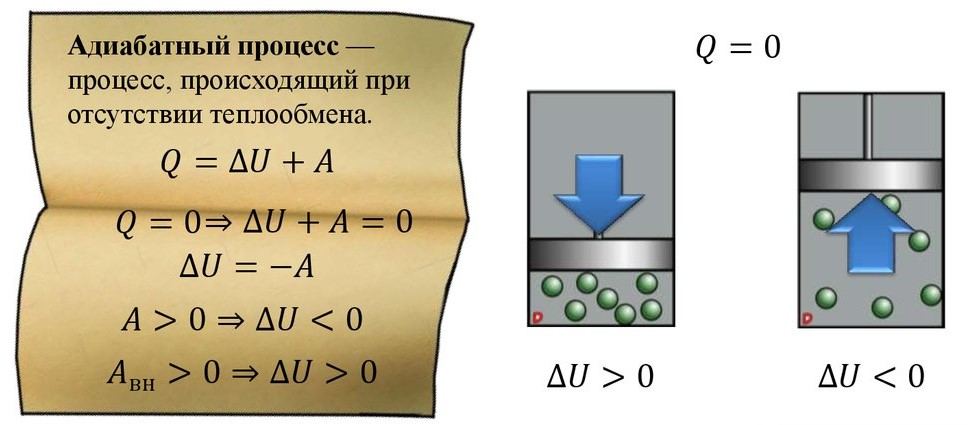 Адиабатный процесс —
процесс, происходящий при
отсутствии теплообмена.
Q = ΔU + A
Q = 0⇒ ΔU + A = 0
ΔU = −A
A > 0 ⇒ ΔU < 0
Aвн > 0 ⇒ ΔU > 0
Q = 0
D
D
ΔU > 0
ΔU < 0